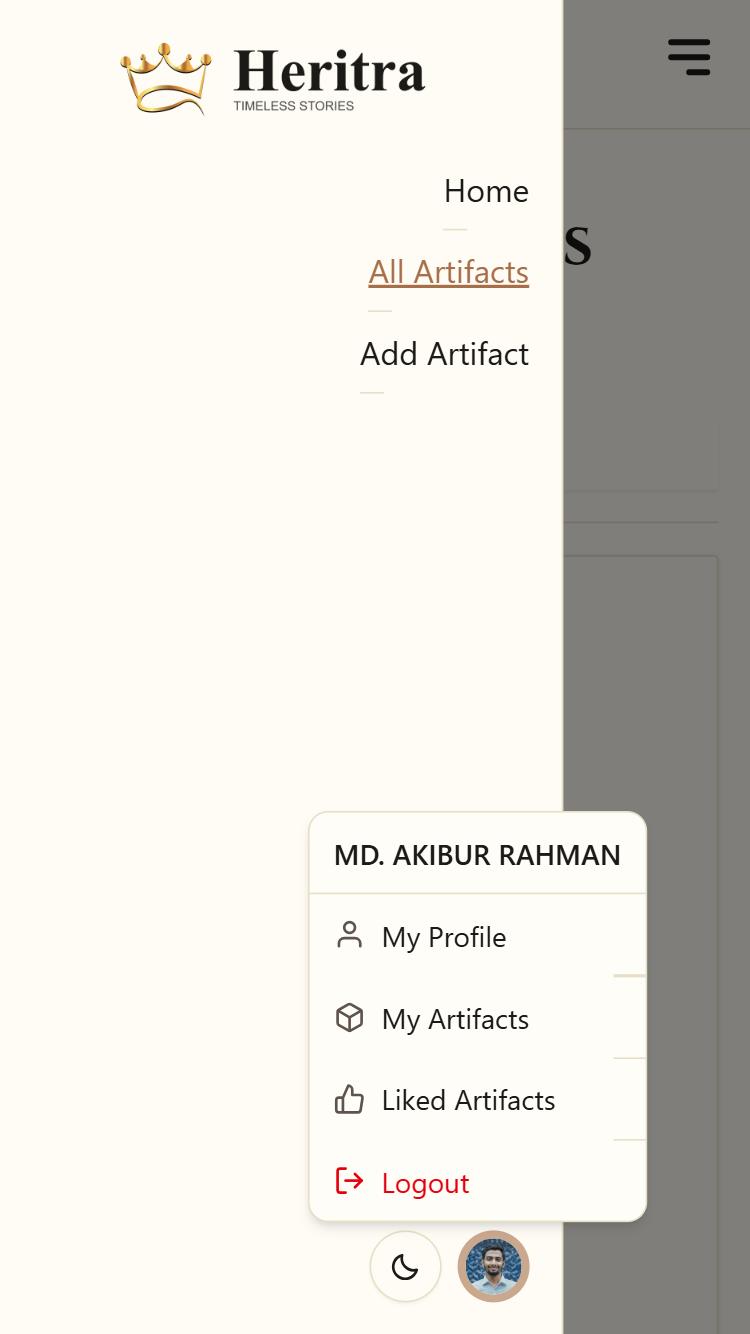 Heritra
TIMELESS STORIES
Home
s
All Artifacts
Add Artifact
MD. AKIBUR RAHMAN
My Profile
My Artifacts
Liked Artifacts
Logout